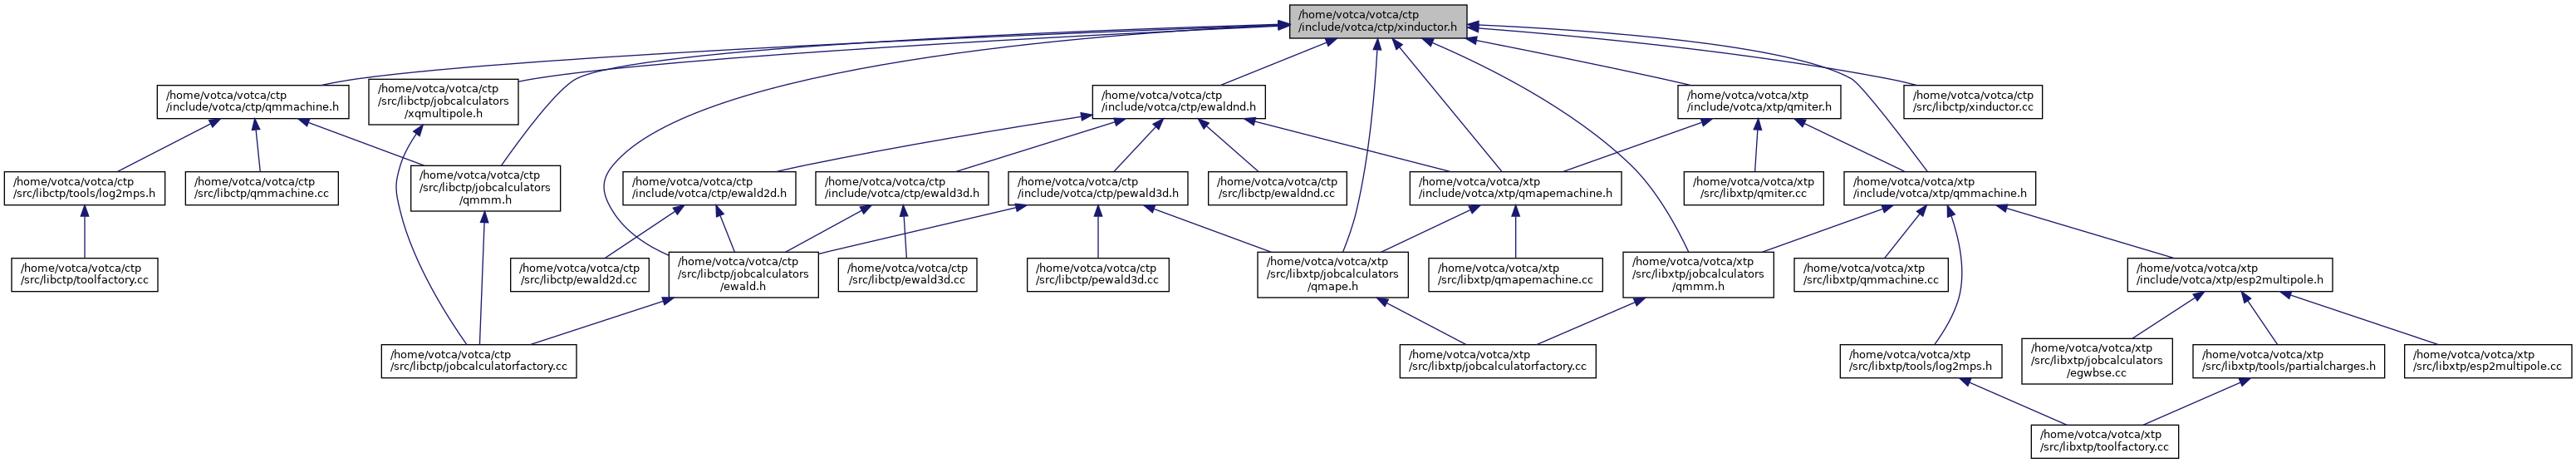 /home/votca/votca/ctp
/include/votca/ctp/xinductor.h
/home/votca/votca/ctp
/include/votca/ctp/qmmachine.h
/home/votca/votca/ctp
/src/libctp/jobcalculators
/xqmultipole.h
/home/votca/votca/ctp
/include/votca/ctp/ewaldnd.h
/home/votca/votca/xtp
/include/votca/xtp/qmiter.h
/home/votca/votca/ctp
/src/libctp/xinductor.cc
/home/votca/votca/ctp
/src/libctp/tools/log2mps.h
/home/votca/votca/ctp
/src/libctp/qmmachine.cc
/home/votca/votca/ctp
/src/libctp/jobcalculators
/qmmm.h
/home/votca/votca/ctp
/include/votca/ctp/ewald2d.h
/home/votca/votca/ctp
/include/votca/ctp/ewald3d.h
/home/votca/votca/ctp
/include/votca/ctp/pewald3d.h
/home/votca/votca/ctp
/src/libctp/ewaldnd.cc
/home/votca/votca/xtp
/include/votca/xtp/qmapemachine.h
/home/votca/votca/xtp
/src/libxtp/qmiter.cc
/home/votca/votca/xtp
/include/votca/xtp/qmmachine.h
/home/votca/votca/ctp
/src/libctp/toolfactory.cc
/home/votca/votca/ctp
/src/libctp/ewald2d.cc
/home/votca/votca/ctp
/src/libctp/jobcalculators
/ewald.h
/home/votca/votca/ctp
/src/libctp/ewald3d.cc
/home/votca/votca/ctp
/src/libctp/pewald3d.cc
/home/votca/votca/xtp
/src/libxtp/jobcalculators
/qmape.h
/home/votca/votca/xtp
/src/libxtp/qmapemachine.cc
/home/votca/votca/xtp
/src/libxtp/jobcalculators
/qmmm.h
/home/votca/votca/xtp
/src/libxtp/qmmachine.cc
/home/votca/votca/xtp
/include/votca/xtp/esp2multipole.h
/home/votca/votca/ctp
/src/libctp/jobcalculatorfactory.cc
/home/votca/votca/xtp
/src/libxtp/jobcalculatorfactory.cc
/home/votca/votca/xtp
/src/libxtp/tools/log2mps.h
/home/votca/votca/xtp
/src/libxtp/jobcalculators
/egwbse.cc
/home/votca/votca/xtp
/src/libxtp/tools/partialcharges.h
/home/votca/votca/xtp
/src/libxtp/esp2multipole.cc
/home/votca/votca/xtp
/src/libxtp/toolfactory.cc